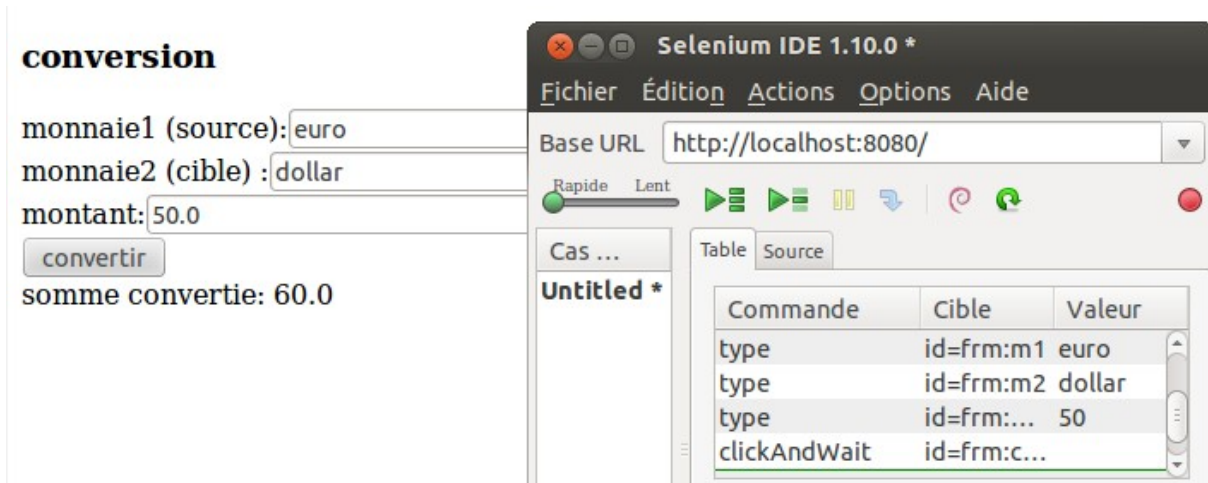 conversion
monnaie1 (source): euro
monnaie2 (cible) : dollar
montant: 50.0
convertir
somme convertie: 60.0
Selenium IDE 1.10.0 *
Fichier Édition Actions Options Aide
Base URL http://localhost:8080/
Rapide Lent
Cas ...
Untitled *
Table Source
Commande Cible Valeur
type id=frm:m1 euro
type id=frm:m2 dollar
type id=frm:... 50
clickAndWait id=frm:c...